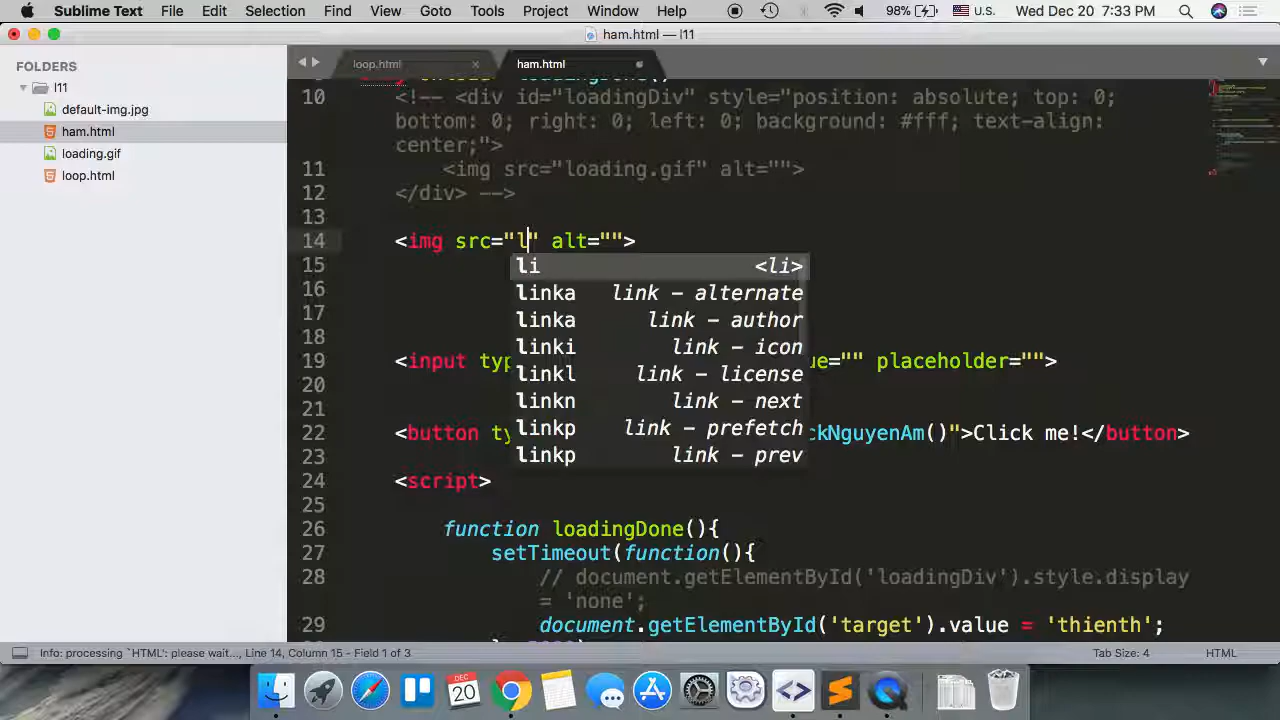 Sublime Text File Edit Selection Find View Goto Tools Project Window Help 98% U.S. Wed Dec 20 7:33 PM
ham.html — l11
FOLDERS
l11
default-img.jpg
ham.html
loading.gif
loop.html
loop.html × ham.html
10 <!-- <div id="loadingDiv" style="position: absolute; top: 0;
bottom: 0; right: 0; left: 0; background: #fff; text-align:
center;">
11 <img src="loading.gif" alt="">
12 </div> -->
13
14 <img src="l" alt="">
li <li>
15
linka link – alternate
16
linka link – author
17
linki link – icon
18
19 <input typ ue="" placeholder="">
linkl link – license
20
linkn link – next
21
linkp link – prefetch
22 <button ty ckNguyenAm()">Click me!</button>
linkp link – prev
23
24 <script>
25
26 function loadingDone(){
27 setTimeout(function(){
28 // document.getElementById('loadingDiv').style.display
= 'none';
29 document.getElementById('target').value = 'thienth';
Info: processing `HTML': please wait..., Line 14, Column 15 - Field 1 of 3 Tab Size: 4 HTML
DEC
20